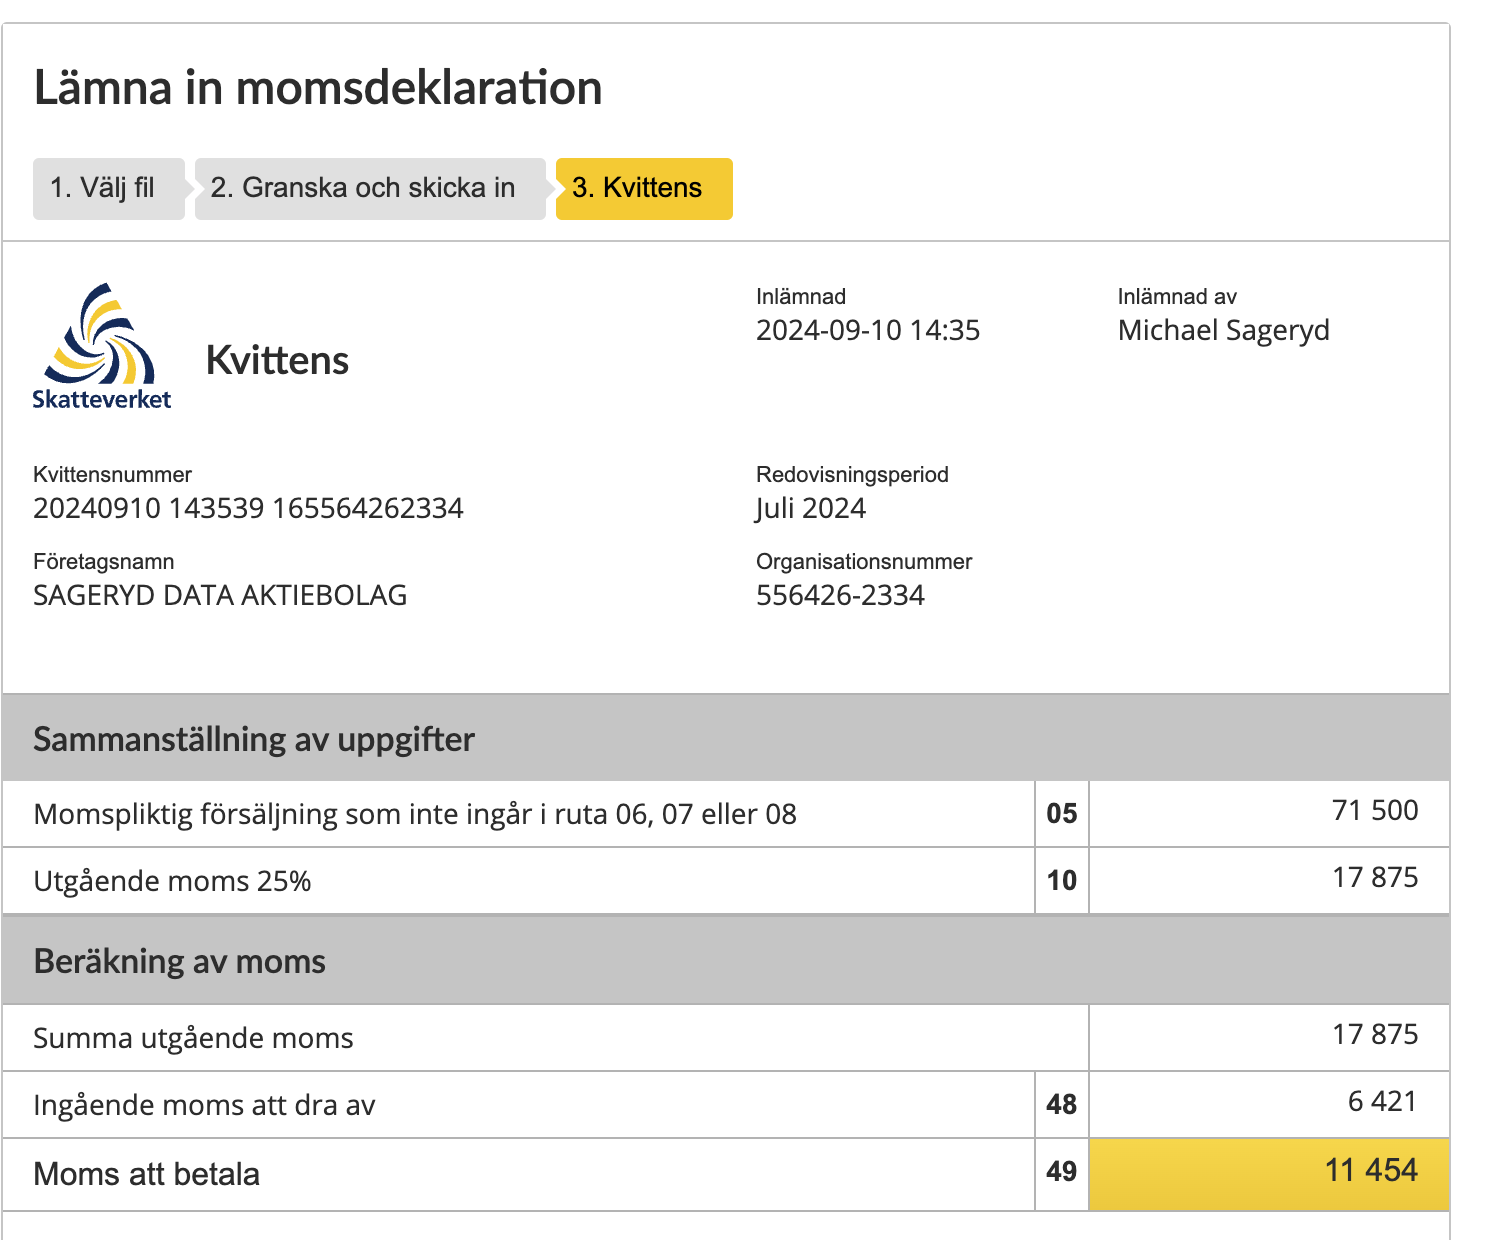 Lämna in momsdeklaration
1. Välj fil
2. Granska och skicka in
3. Kvittens
Skatteverket
Kvittens
Inlämnad
2024-09-10 14:35
Inlämnad av
Michael Sageryd
Kvittensnummer
20240910 143539 165564262334
Redovisningsperiod
Juli 2024
Företagsnamn
SAGERYD DATA AKTIEBOLAG
Organisationsnummer
556426-2334
Sammanställning av uppgifter
Momspliktig försäljning som inte ingår i ruta 06, 07 eller 08 05 71 500
Utgående moms 25% 10 17 875
Beräkning av moms
Summa utgående moms 17 875
Ingående moms att dra av 48 6 421
Moms att betala 49 11 454